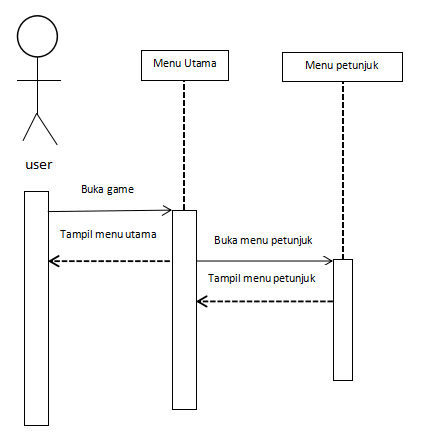 Menu Utama
Menu petunjuk
user
Buka game
Tampil menu utama
Buka menu petunjuk
Tampil menu petunjuk